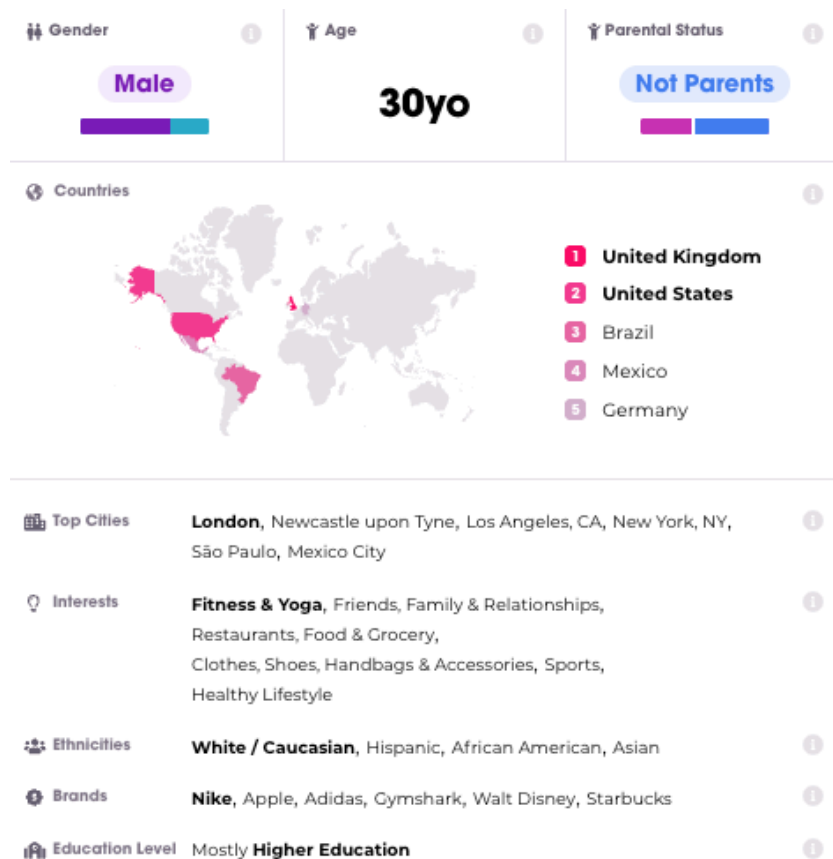 Gender
Age
Parental Status
Male
30yo
Not Parents
Countries
1 United Kingdom
2 United States
3 Brazil
4 Mexico
5 Germany
Top Cities
London, Newcastle upon Tyne, Los Angeles, CA, New York, NY,
São Paulo, Mexico City
Interests
Fitness & Yoga, Friends, Family & Relationships,
Restaurants, Food & Grocery,
Clothes, Shoes, Handbags & Accessories, Sports,
Healthy Lifestyle
Ethnicities
White / Caucasian, Hispanic, African American, Asian
Brands
Nike, Apple, Adidas, Gymshark, Walt Disney, Starbucks
Education Level
Mostly Higher Education